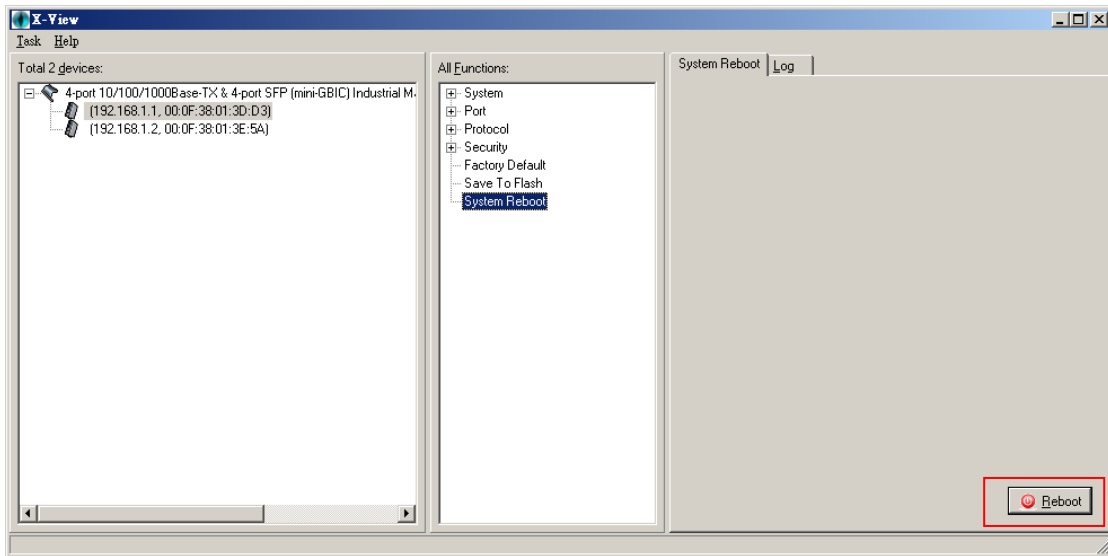 X-View
Task Help
Total 2 devices:
4-port 10/100/1000Base-TX & 4-port SFP (mini-GBIC) Industrial M
(192.168.1.1, 00:0F:38:01:3D:D3)
(192.168.1.2, 00:0F:38:01:3E:5A)
All Functions:
System
Port
Protocol
Security
Factory Default
Save To Flash
System Reboot
System Reboot Log
Reboot